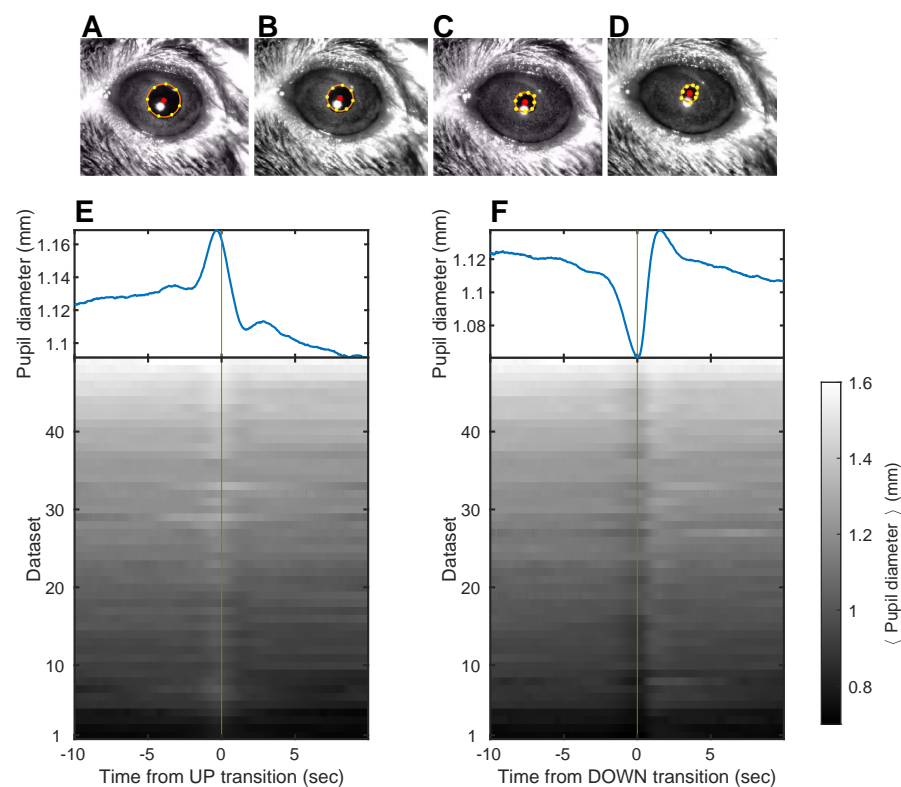 A B C D
E F
Pupil diameter (mm)
1.16
1.14
1.12
1.1
Pupil diameter (mm)
1.12
1.1
1.08
Dataset
40
30
20
10
1
-10 -5 0 5
Time from UP transition (sec)
Dataset
40
30
20
10
1
-10 -5 0 5
Time from DOWN transition (sec)
1.6
1.4
1.2
1
0.8
〈 Pupil diameter 〉 (mm)